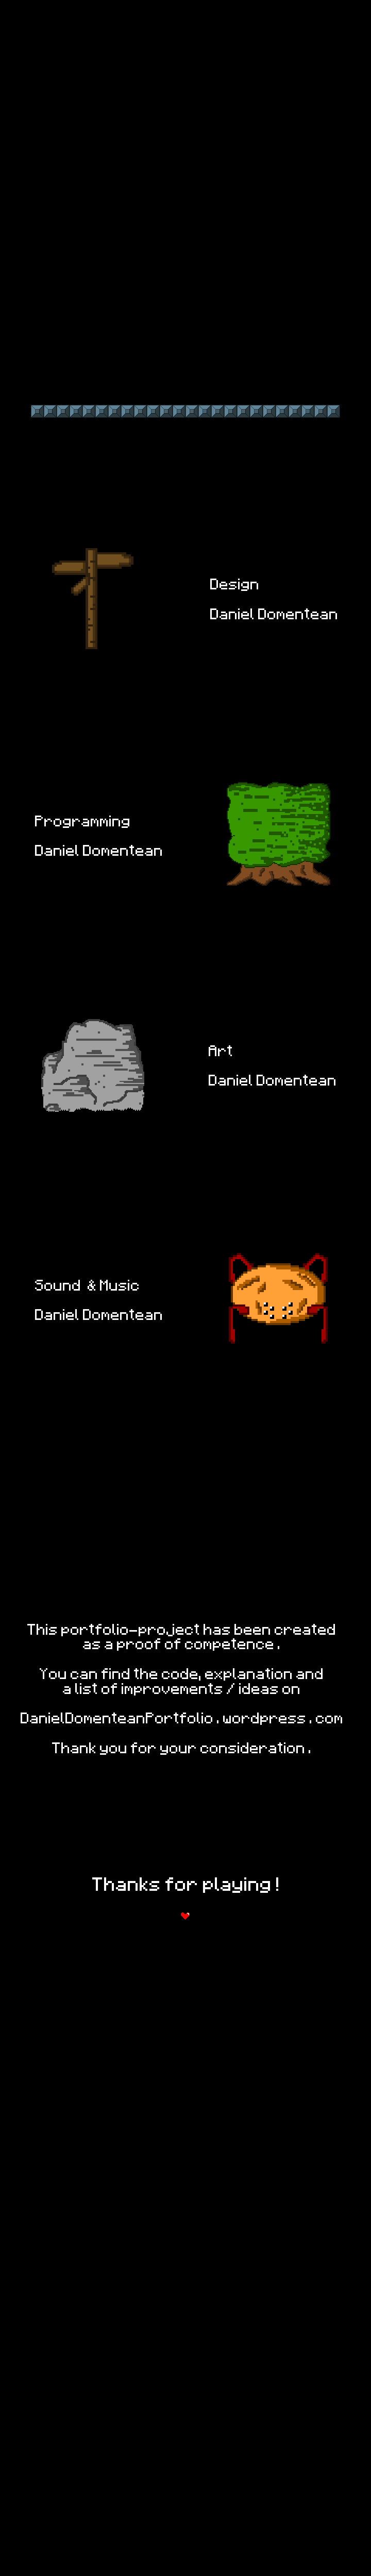 Design
Daniel Domentean
Programming
Daniel Domentean
Art
Daniel Domentean
Sound & Music
Daniel Domentean
This portfolio-project has been created
as a proof of competence.
You can find the code, explanation and
a list of improvements / ideas on
DanielDomenteanPortfolio.wordpress.com
Thank you for your consideration.
Thanks for playing!